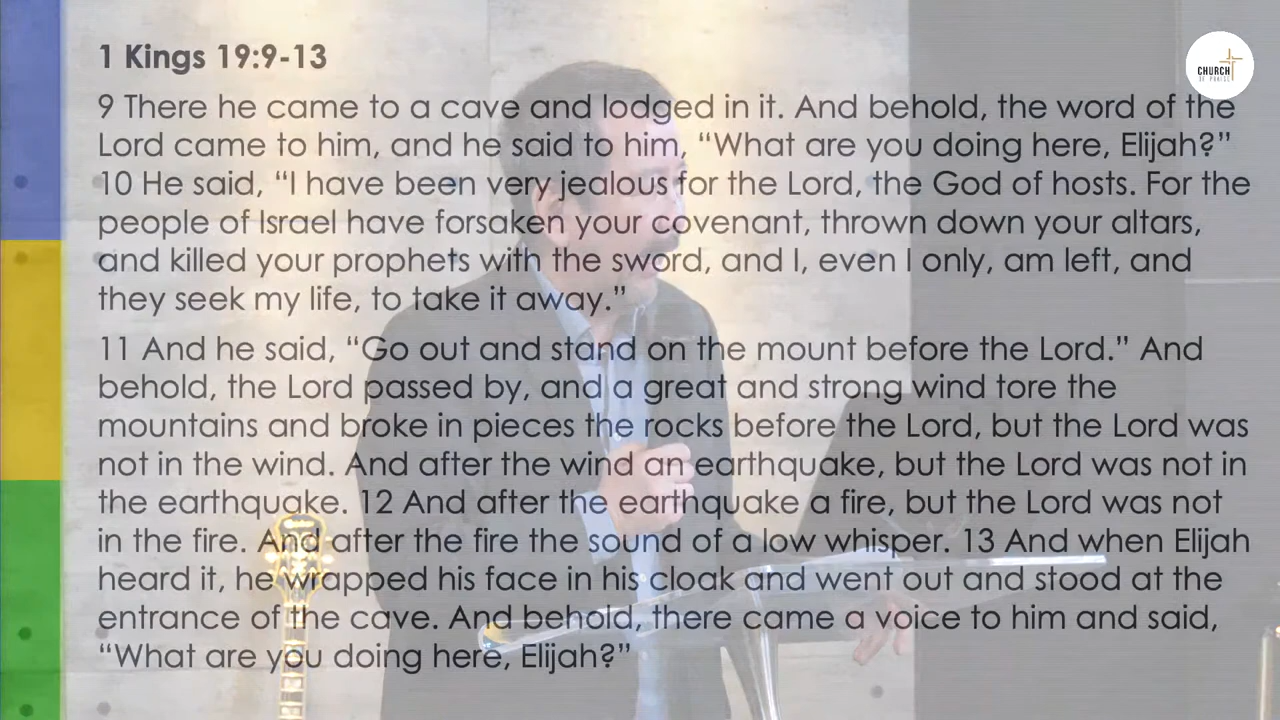 CHURCH
OF PRAISE
1 Kings 19:9-13
9 There he came to a cave and lodged in it. And behold, the word of the
Lord came to him, and he said to him, “What are you doing here, Elijah?”
10 He said, “I have been very jealous for the Lord, the God of hosts. For the
people of Israel have forsaken your covenant, thrown down your altars,
and killed your prophets with the sword, and I, even I only, am left, and
they seek my life, to take it away.”
11 And he said, “Go out and stand on the mount before the Lord.” And
behold, the Lord passed by, and a great and strong wind tore the
mountains and broke in pieces the rocks before the Lord, but the Lord was
not in the wind. And after the wind an earthquake, but the Lord was not in
the earthquake. 12 And after the earthquake a fire, but the Lord was not
in the fire. And after the fire the sound of a low whisper. 13 And when Elijah
heard it, he wrapped his face in his cloak and went out and stood at the
entrance of the cave. And behold, there came a voice to him and said,
“What are you doing here, Elijah?”